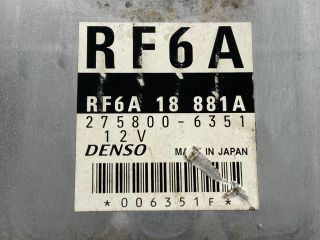 RF6A
RF6A 18 881A
275800-6351
12V
DENSO MADE IN JAPAN
*006351F*